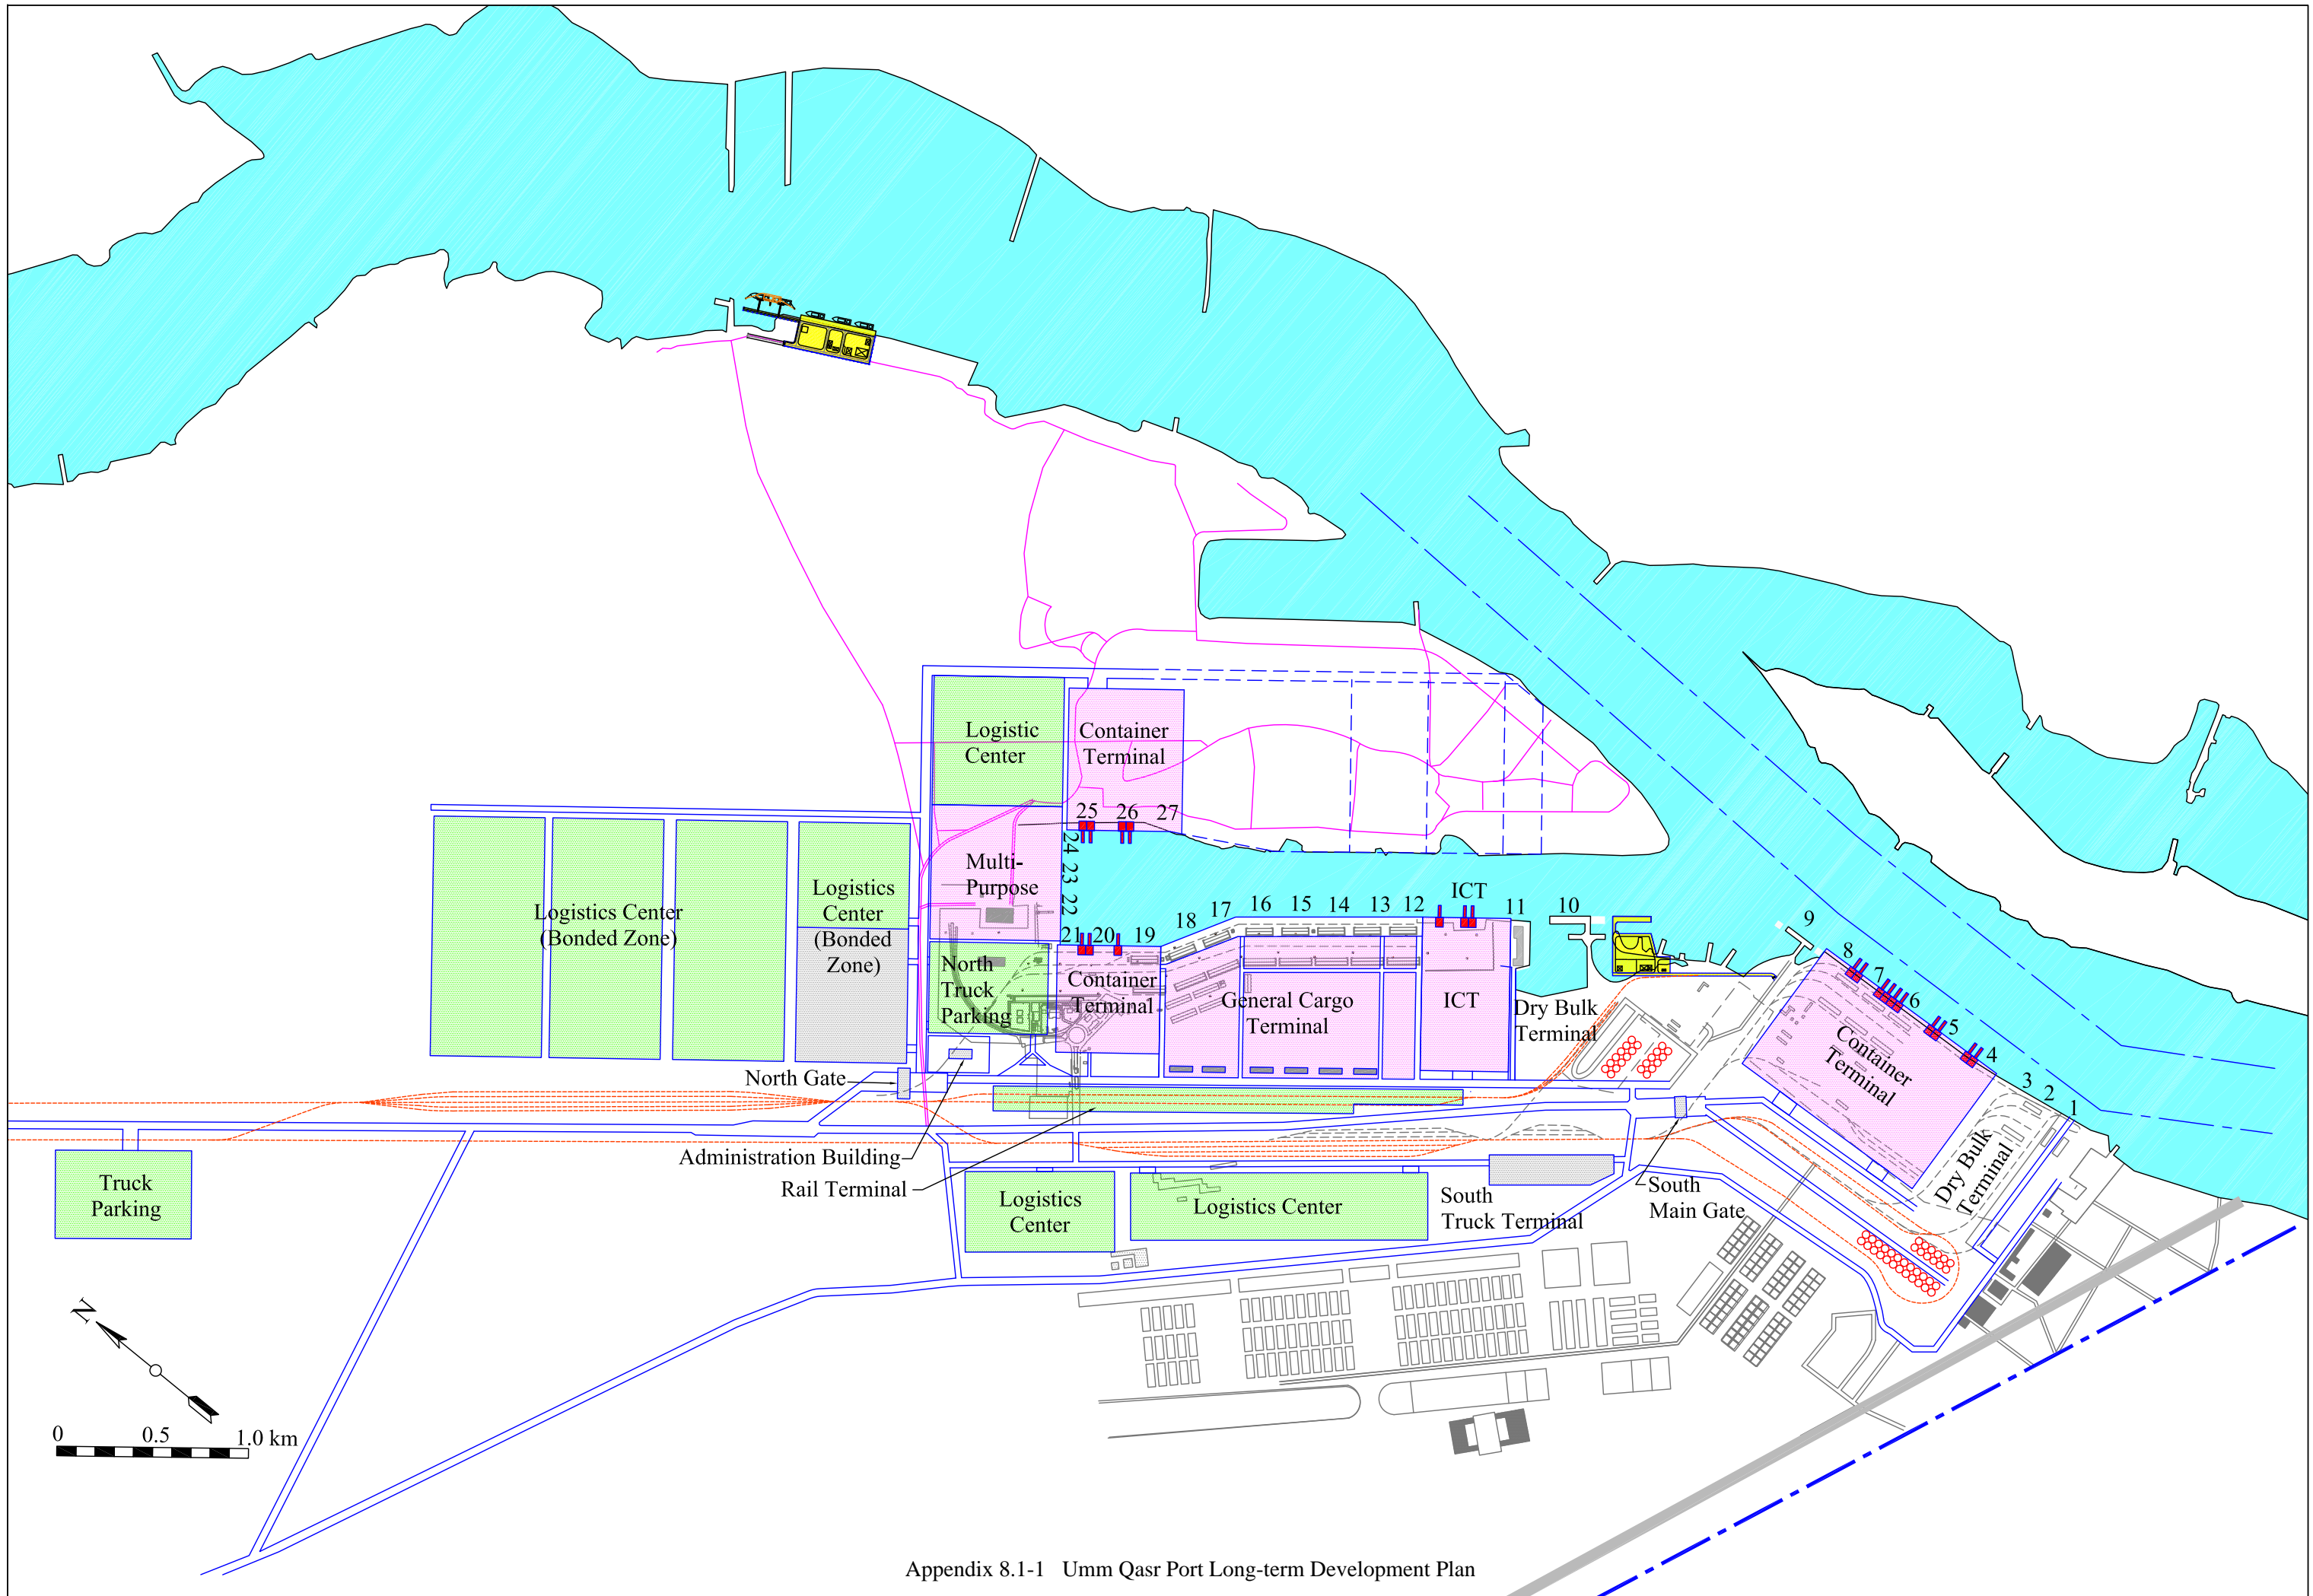 Logistic
Center
Container
Terminal
25
26
27
24
23
22
Multi-
Purpose
Logistics
Center
(Bonded
Zone)
Logistics Center
(Bonded Zone)
21
20
19
18
17
16
15
14
13
12
ICT
11
10
9
8
7
6
5
4
3
2
1
North
Truck
Parking
Container
Terminal
General Cargo
Terminal
ICT
Dry Bulk
Terminal
Container
Terminal
Dry Bulk
Terminal
North Gate
Administration Building
Rail Terminal
Truck
Parking
Logistics
Center
Logistics Center
South
Truck Terminal
South
Main Gate
N
0 0.5 1.0 km
Appendix 8.1-1 Umm Qasr Port Long-term Development Plan